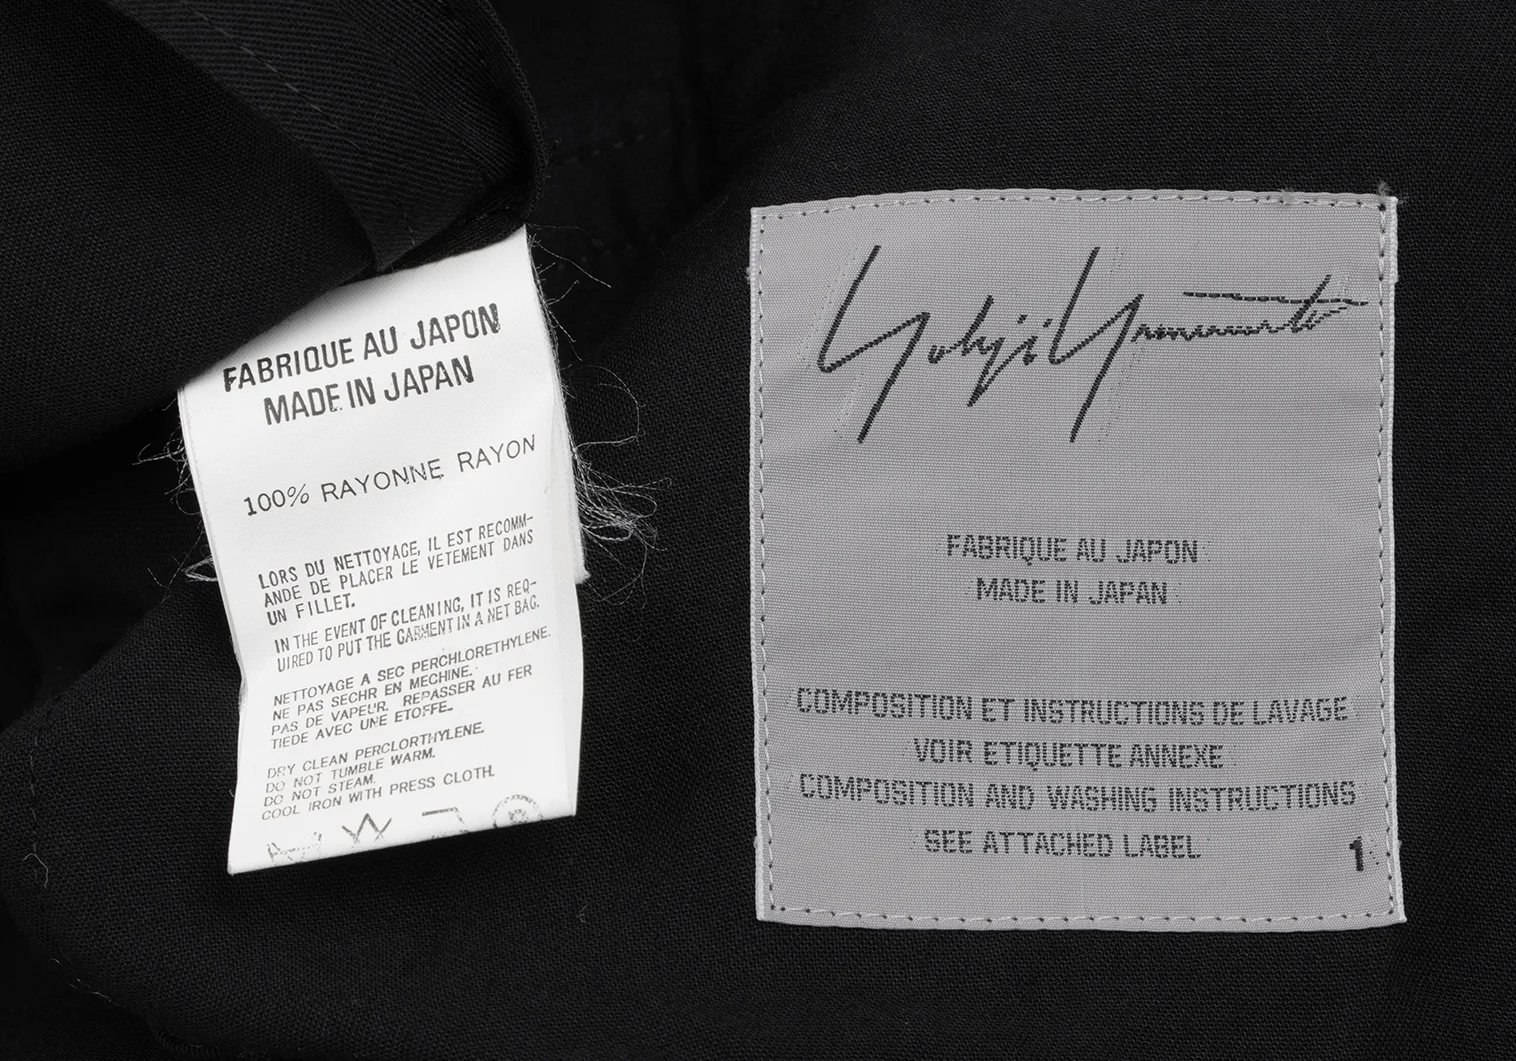 FABRIQUE AU JAPON
MADE IN JAPAN
100% RAYONNE RAYON
LORS DU NETTOYAGE, IL EST RECOMM-
ANDE DE PLACER LE VETEMENT DANS
UN FILLET.
IN THE EVENT OF CLEANING, IT IS REQ-
UIRED TO PUT THE GARMENT IN A NET BAG.
NETTOYAGE A SEC PERCHLORETHYLENE.
NE PAS SECHR EN MECHINE.
PAS DE VAPEUR. REPASSER AU FER
TIEDE AVEC UNE ETOFFE.
DRY CLEAN PERCLORTHYLENE.
DO NOT TUMBLE WARM.
DO NOT STEAM.
COOL IRON WITH PRESS CLOTH.
Yohji Yamamoto
FABRIQUE AU JAPON
MADE IN JAPAN
COMPOSITION ET INSTRUCTIONS DE LAVAGE
VOIR ETIQUETTE ANNEXE
COMPOSITION AND WASHING INSTRUCTIONS
SEE ATTACHED LABEL
1